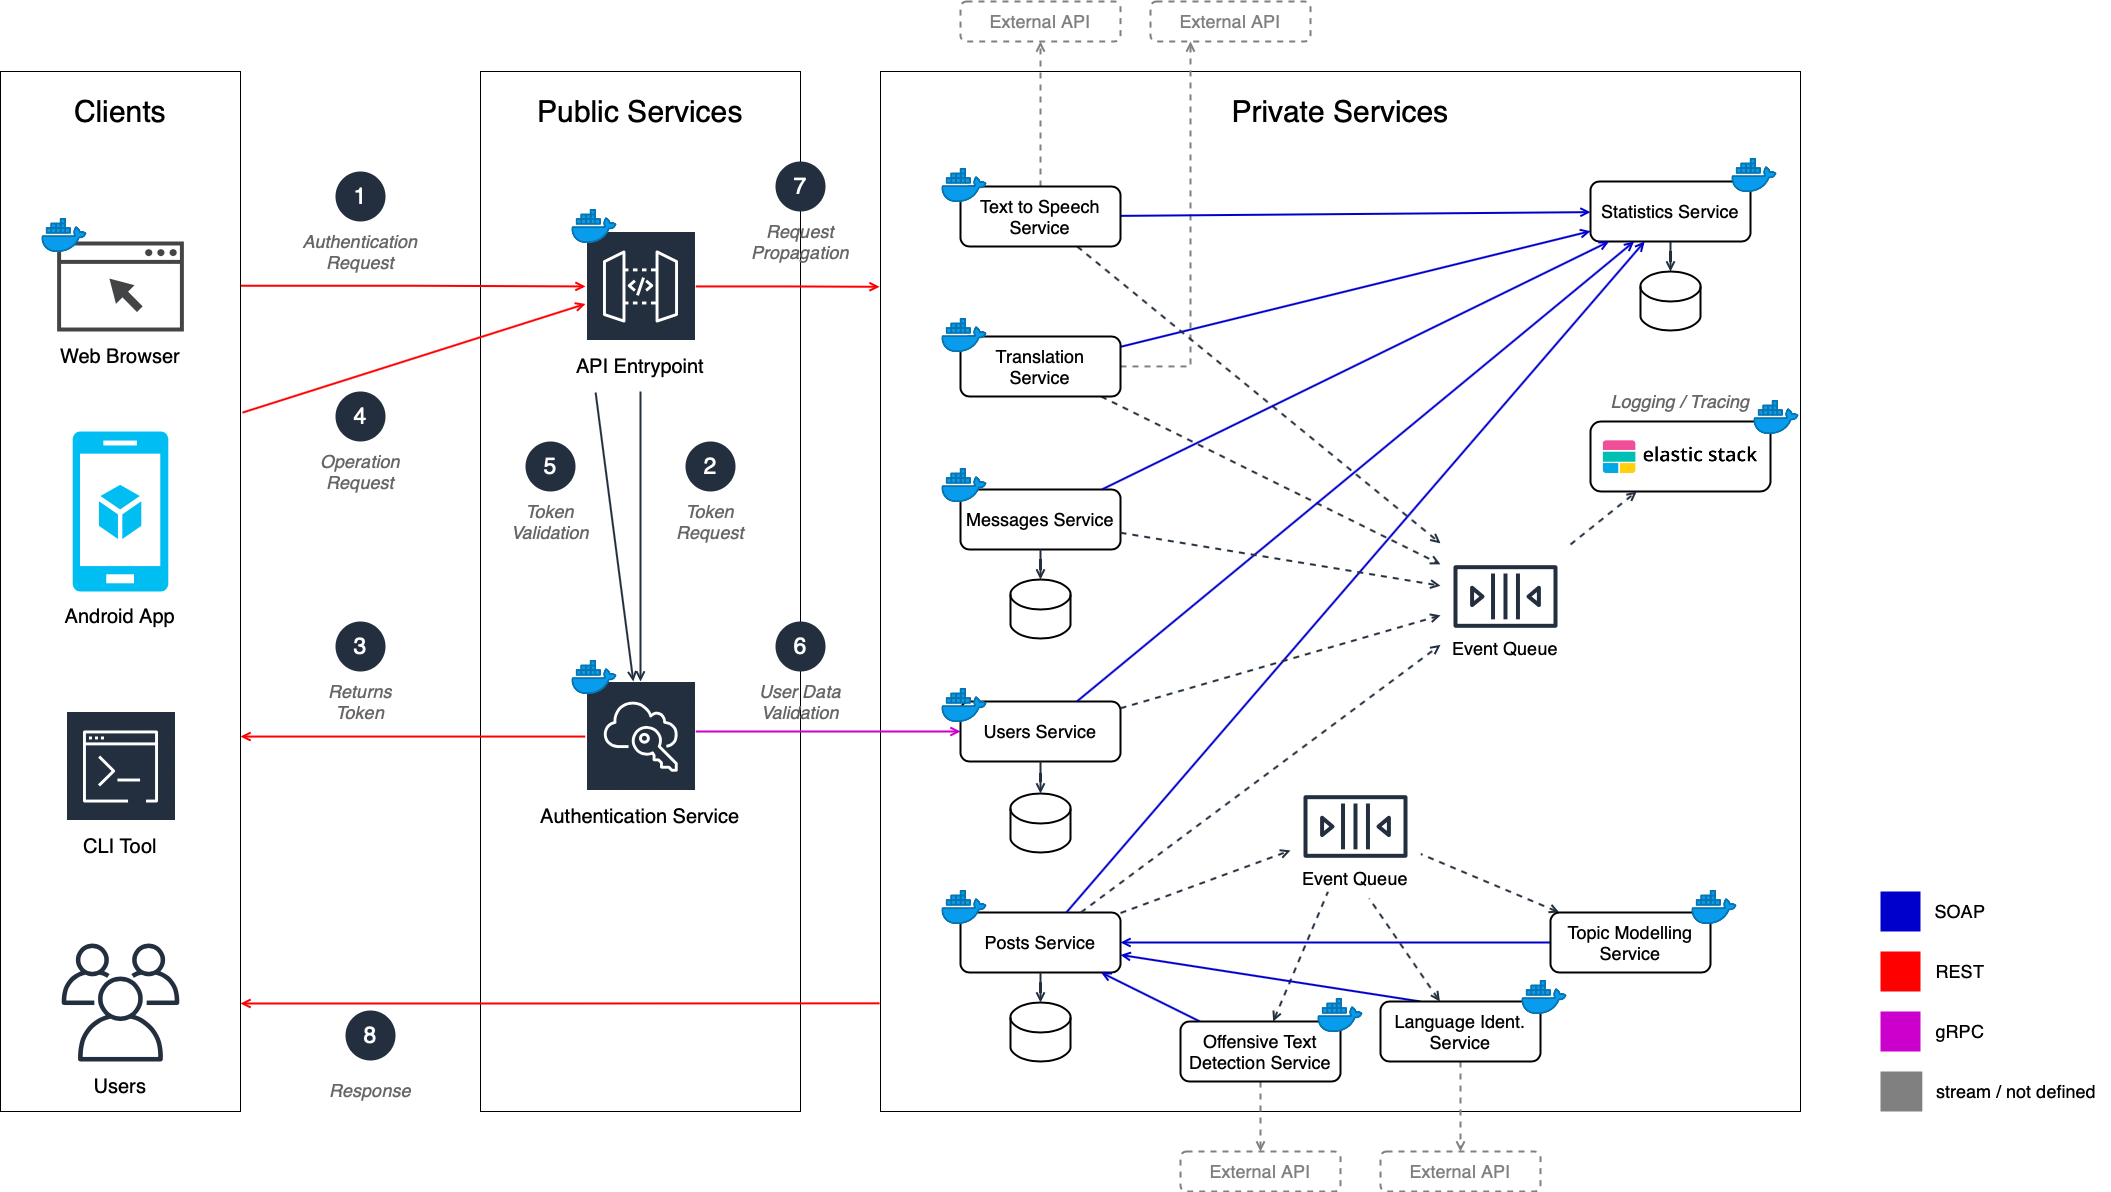 External API
External API
Clients
Public Services
Private Services
1
Authentication
Request
7
Request
Propagation
Text to Speech
Service
Statistics Service
</>
Web Browser
API Entrypoint
Translation
Service
4
Operation
Request
5
Token
Validation
2
Token
Request
Logging / Tracing
elastic stack
Messages Service
Android App
3
Returns
Token
6
User Data
Validation
Event Queue
Users Service
CLI Tool
Authentication Service
Event Queue
Posts Service
Topic Modelling
Service
Offensive Text
Detection Service
Language Ident.
Service
8
Response
Users
SOAP
REST
gRPC
stream / not defined
External API
External API